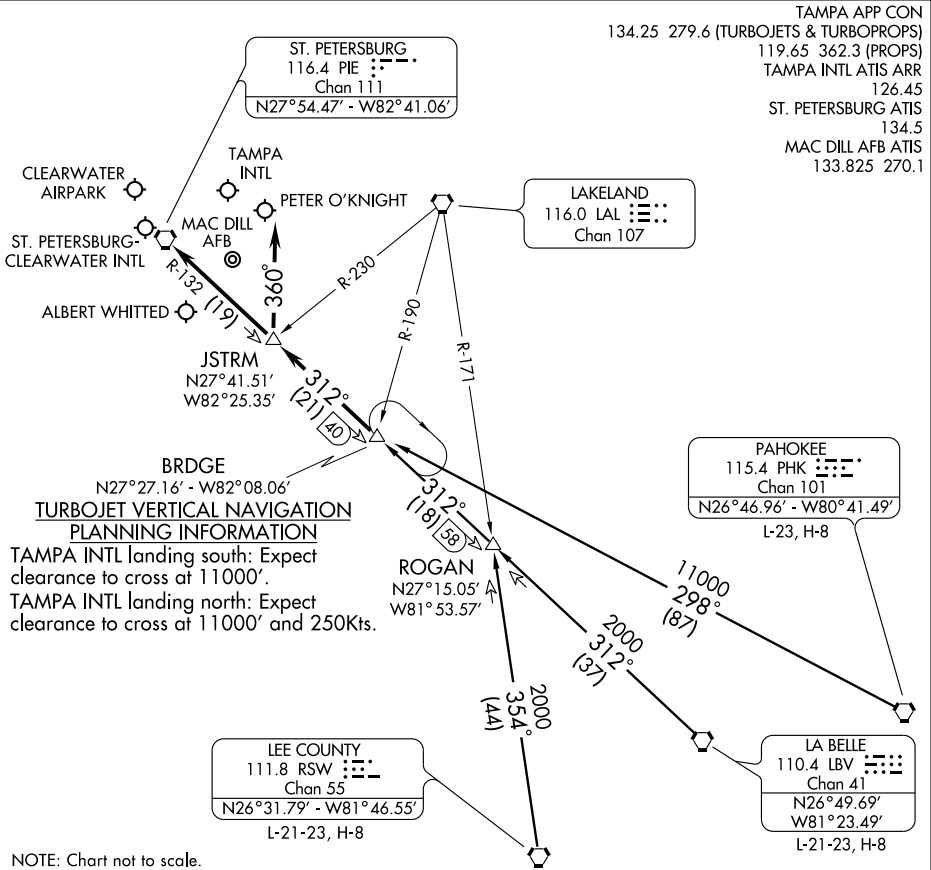 TAMPA APP CON
134.25 279.6 (TURBOJETS & TURBOPROPS)
119.65 362.3 (PROPS)
TAMPA INTL ATIS ARR
126.45
ST. PETERSBURG ATIS
134.5
MAC DILL AFB ATIS
133.825 270.1
ST. PETERSBURG
116.4 PIE
Chan 111
N27°54.47' - W82°41.06'
CLEARWATER
AIRPARK
TAMPA
INTL
PETER O'KNIGHT
MAC DILL
AFB
ST. PETERSBURG-
CLEARWATER INTL
ALBERT WHITTED
LAKELAND
116.0 LAL
Chan 107
R-132
(19)
360°
R-230
R-190
R-171
JSTRM
N27°41.51'
W82°25.35'
312°
(21)
40
BRDGE
N27°27.16' - W82°08.06'
312°
(18)
58
ROGAN
N27°15.05'
W81°53.57'
TURBOJET VERTICAL NAVIGATION
PLANNING INFORMATION
TAMPA INTL landing south: Expect
clearance to cross at 11000'.
TAMPA INTL landing north: Expect
clearance to cross at 11000' and 250Kts.
PAHOKEE
115.4 PHK
Chan 101
N26°46.96' - W80°41.49'
L-23, H-8
11000
298°
(87)
2000
312°
(37)
2000
354°
(44)
LEE COUNTY
111.8 RSW
Chan 55
N26°31.79' - W81°46.55'
L-21-23, H-8
LA BELLE
110.4 LBV
Chan 41
N26°49.69'
W81°23.49'
L-21-23, H-8
NOTE: Chart not to scale.